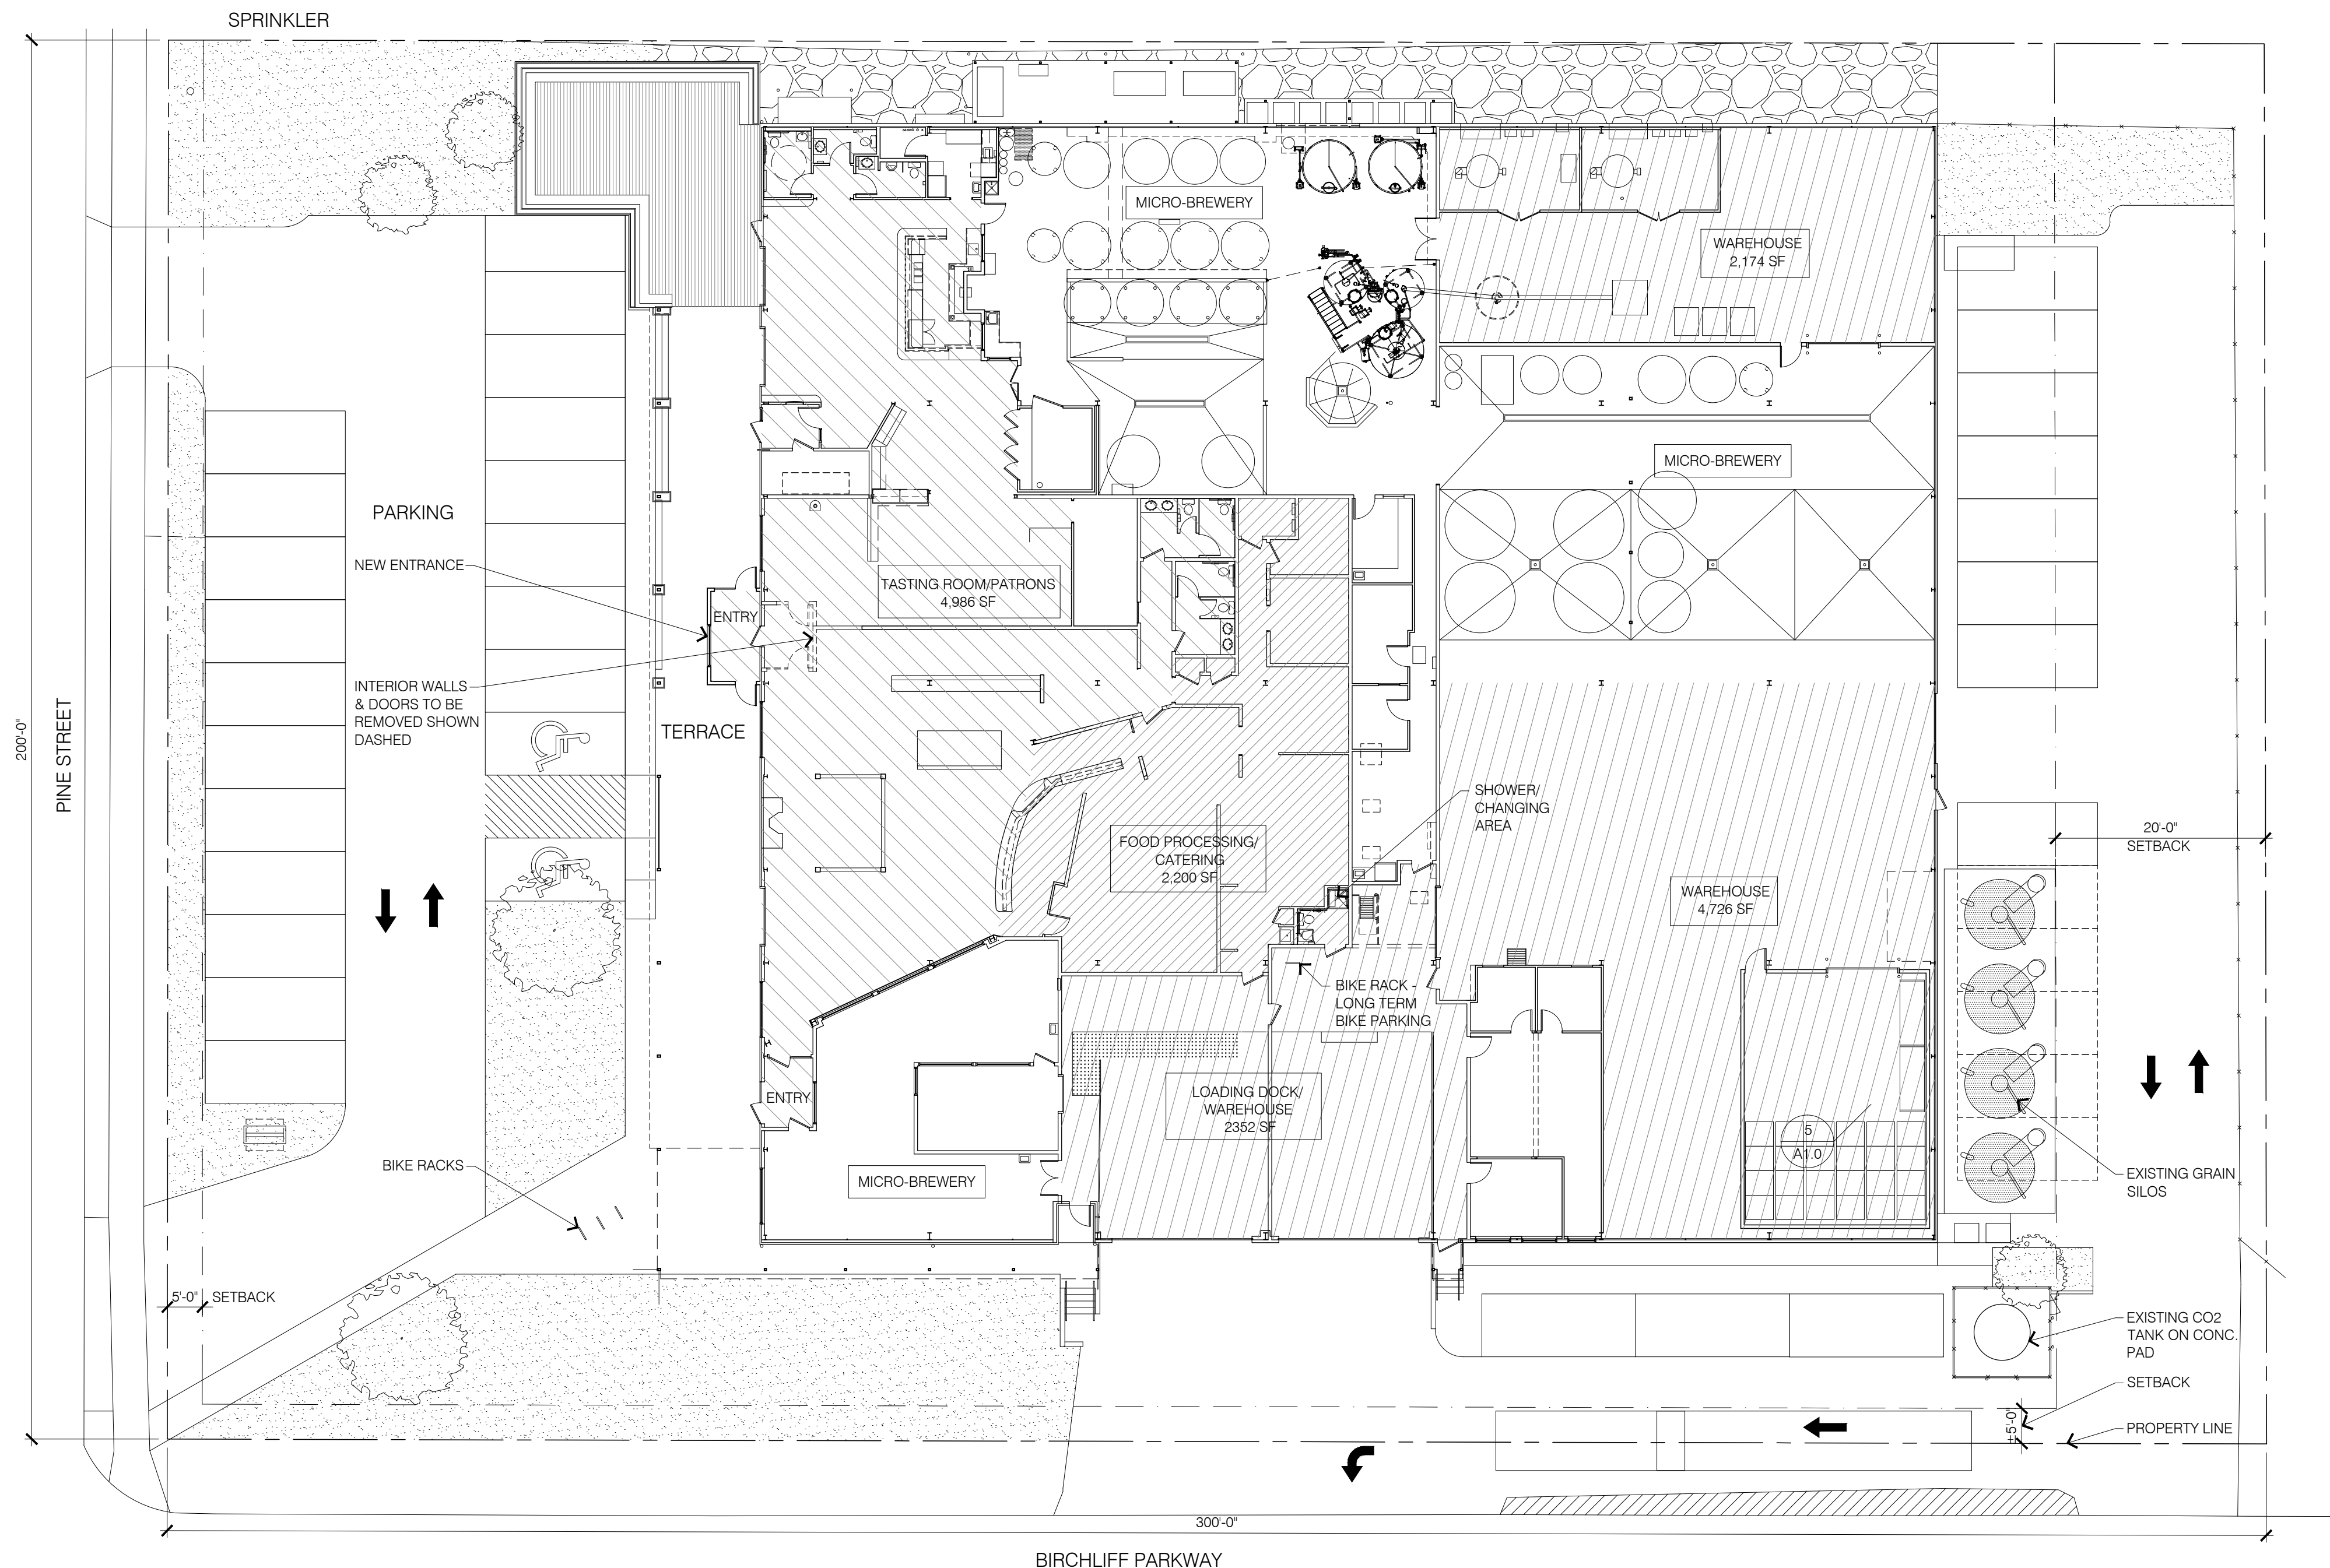 SPRINKLER
MICRO-BREWERY
WAREHOUSE
2,174 SF
MICRO-BREWERY
PARKING
NEW ENTRANCE
TASTING ROOM/PATRONS
4,986 SF
ENTRY
INTERIOR WALLS
& DOORS TO BE
REMOVED SHOWN
DASHED
TERRACE
PINE STREET
200'-0"
SHOWER/
CHANGING
AREA
FOOD PROCESSING/
CATERING
2,200 SF
20'-0"
SETBACK
WAREHOUSE
4,726 SF
BIKE RACK -
LONG TERM
BIKE PARKING
ENTRY
LOADING DOCK/
WAREHOUSE
2352 SF
5
A1.0
BIKE RACKS
MICRO-BREWERY
EXISTING GRAIN
SILOS
5'-0"
SETBACK
EXISTING CO2
TANK ON CONC.
PAD
SETBACK
±5'-0"
PROPERTY LINE
300'-0"
BIRCHLIFF PARKWAY